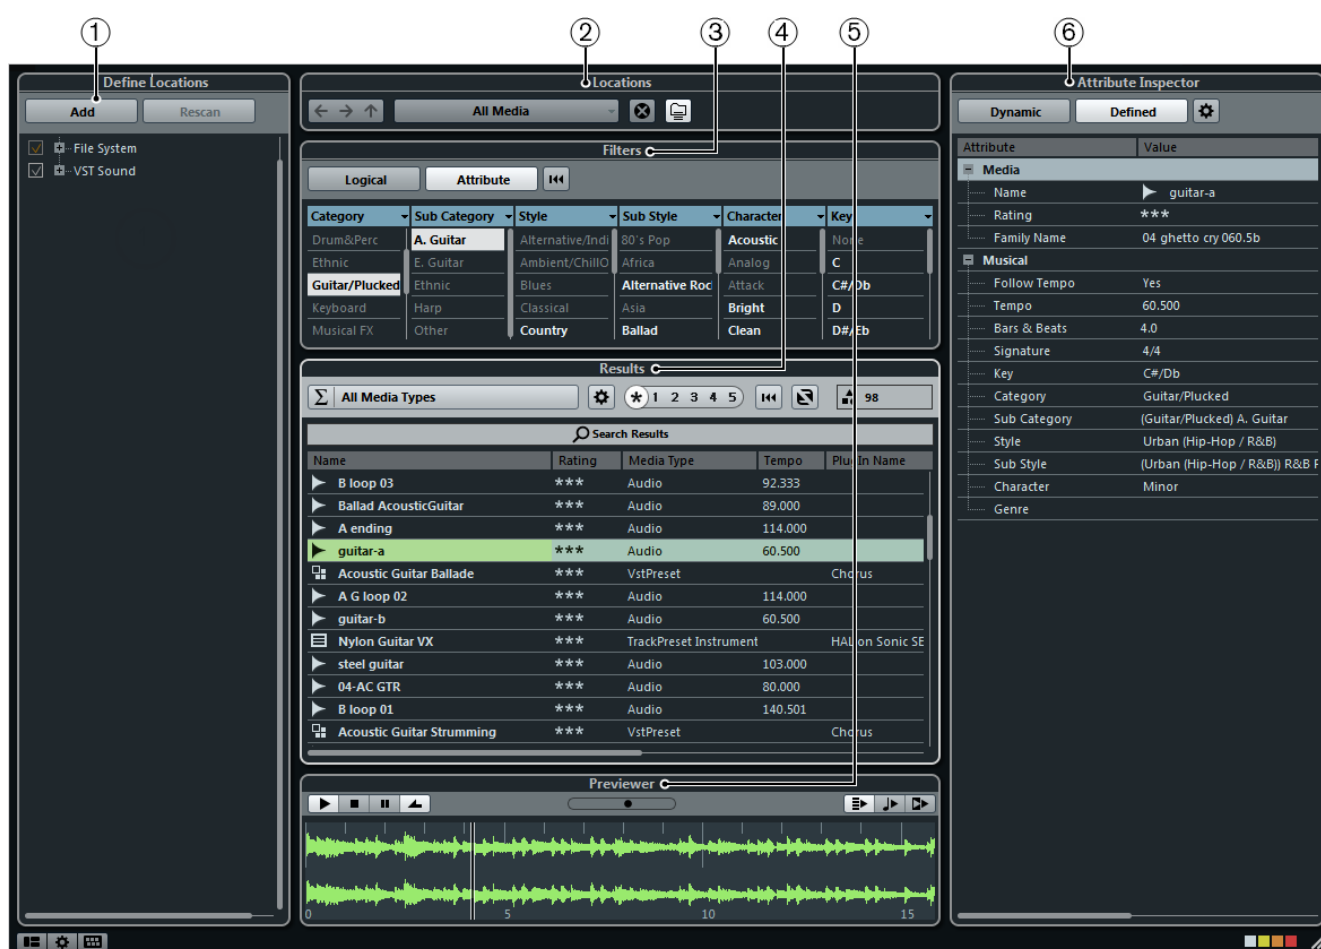 1 2 3 4 5 6
Define Locations
Add Rescan
File System
VST Sound
Locations
All Media
Filters
Logical Attribute
Category Sub Category Style Sub Style Character Key
Drum&Perc A. Guitar Alternative/Indi 80's Pop Acoustic None
Ethnic E. Guitar Ambient/ChillO Africa Analog C
Guitar/Plucked Ethnic Blues Alternative Roc Attack C#/Db
Keyboard Harp Classical Asia Bright D
Musical FX Other Country Ballad Clean D#/Eb
Results
All Media Types 1 2 3 4 5 98
Search Results
Name Rating Media Type Tempo PlugIn Name
B loop 03 *** Audio 92.333
Ballad AcousticGuitar *** Audio 89.000
A ending *** Audio 114.000
guitar-a *** Audio 60.500
Acoustic Guitar Ballade *** VstPreset Chorus
A G loop 02 *** Audio 114.000
guitar-b *** Audio 60.500
Nylon Guitar VX *** TrackPreset Instrument HALion Sonic SE
steel guitar *** Audio 103.000
04-AC GTR *** Audio 80.000
B loop 01 *** Audio 140.501
Acoustic Guitar Strumming *** VstPreset Chorus
Previewer
0 5 10 15
Attribute Inspector
Dynamic Defined
Attribute Value
Media
Name guitar-a
Rating ***
Family Name 04 ghetto cry 060.5b
Musical
Follow Tempo Yes
Tempo 60.500
Bars & Beats 4.0
Signature 4/4
Key C#/Db
Category Guitar/Plucked
Sub Category (Guitar/Plucked) A. Guitar
Style Urban (Hip-Hop / R&B)
Sub Style (Urban (Hip-Hop / R&B)) R&B F
Character Minor
Genre